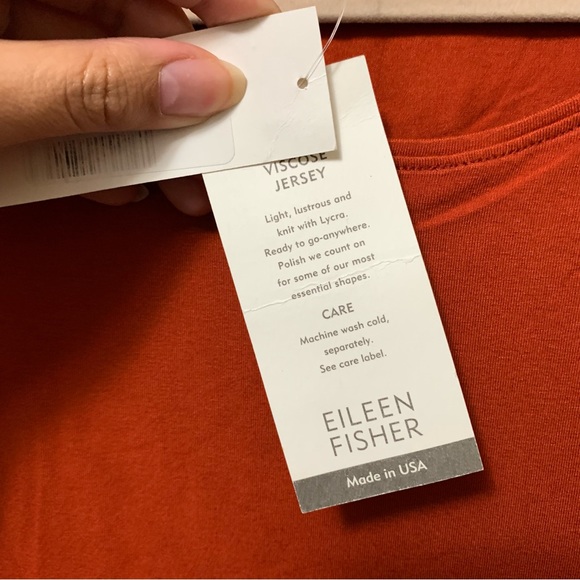 VISCOSE
JERSEY
Light, lustrous and
knit with Lycra.
Ready to go-anywhere.
Polish we count on
for some of our most
essential shapes.
CARE
Machine wash cold,
separately.
See care label.
EILEEN
FISHER
Made in USA